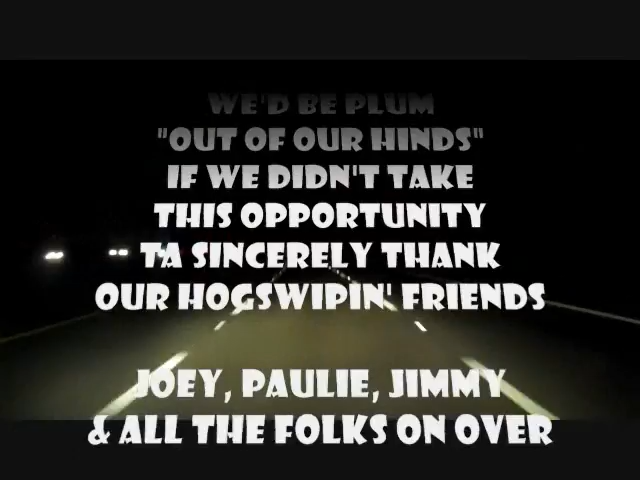 WE'D BE PLUM
"OUT OF OUR HINDS"
IF WE DIDN'T TAKE
THIS OPPORTUNITY
TA SINCERELY THANK
OUR HOGSWIPIN' FRIENDS
JOEY, PAULIE, JIMMY
& ALL THE FOLKS ON OVER